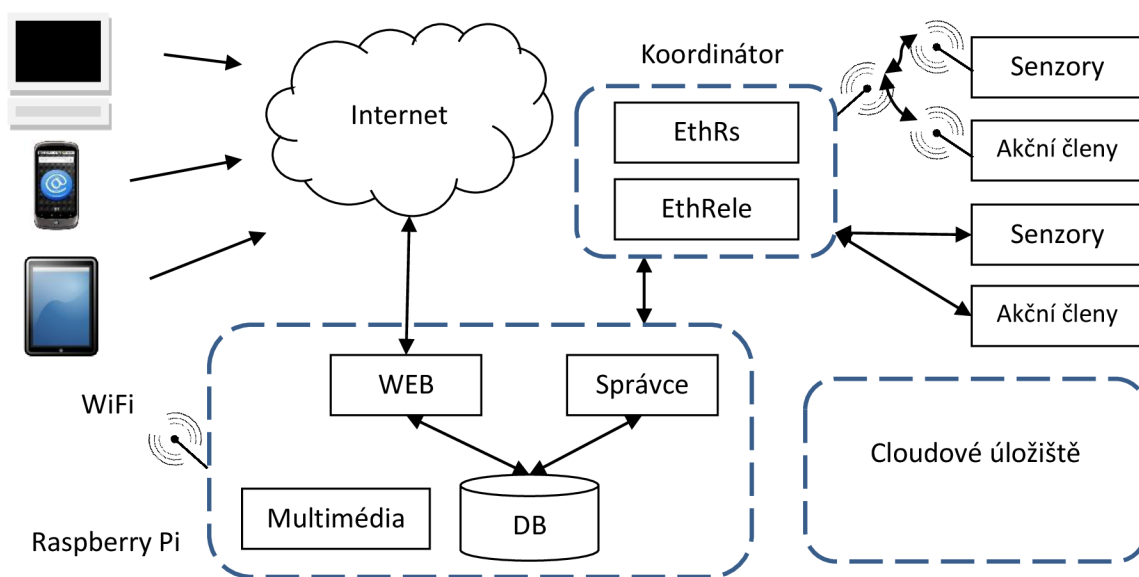 Internet
Koordinátor
EthRs
EthRele
Senzory
Akční členy
Senzory
Akční členy
WiFi
Raspberry Pi
WEB
Správce
Multimédia
DB
Cloudové úložiště
@